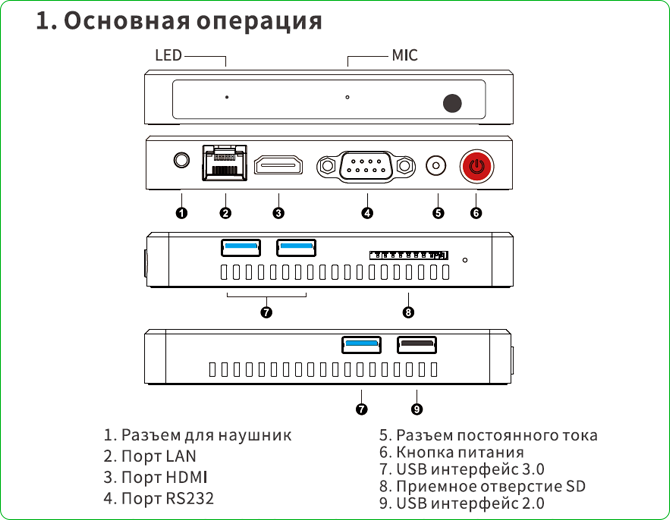 1. Основная операция
LED MIC
1 2 3 4 5 6
7 8
7 9
1. Разъем для наушник
2. Порт LAN
3. Порт HDMI
4. Порт RS232
5. Разъем постоянного тока
6. Кнопка питания
7. USB интерфейс 3.0
8. Приемное отверстие SD
9. USB интерфейс 2.0